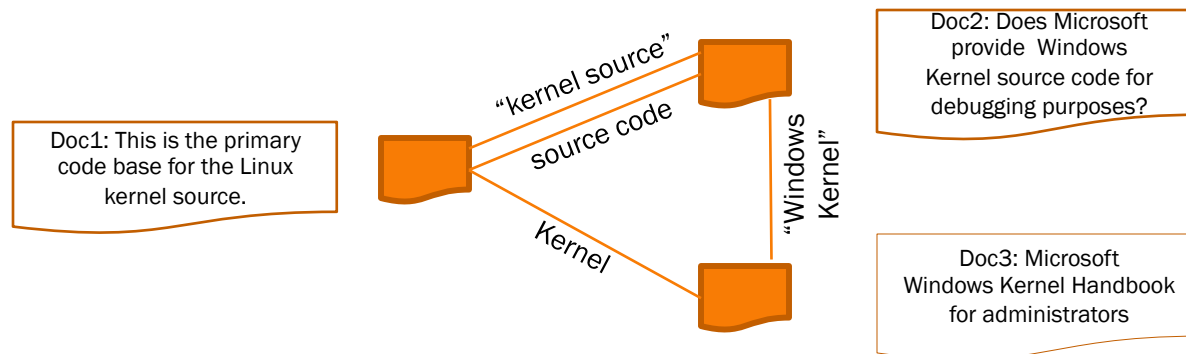 Doc1: This is the primary
code base for the Linux
kernel source.
“kernel source”
source code
Kernel
“Windows
Kernel”
Doc2: Does Microsoft
provide  Windows
Kernel source code for
debugging purposes?
Doc3: Microsoft
Windows Kernel Handbook
for administrators